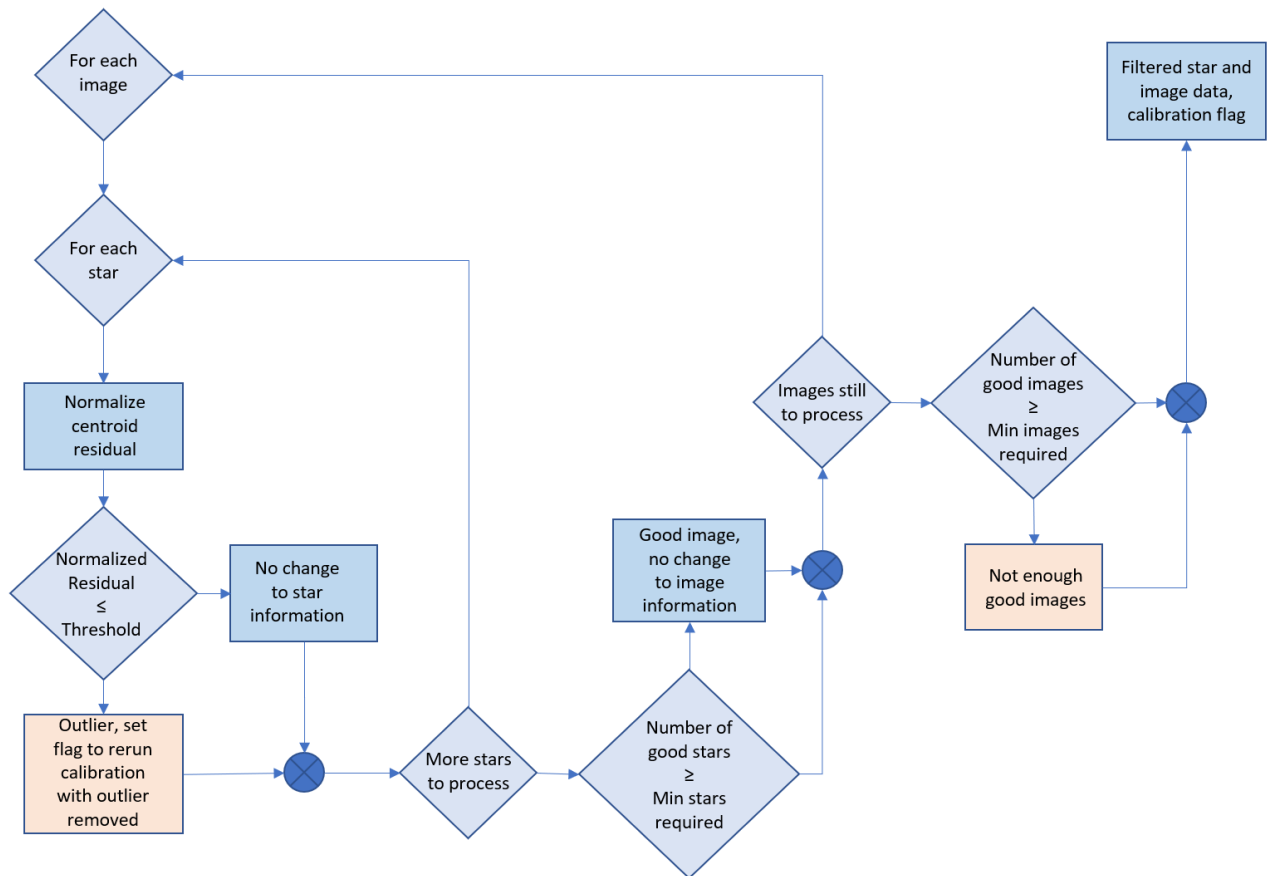 For each
image
For each
star
Normalize
centroid
residual
Normalized
Residual
≤
Threshold
No change
to star
information
Outlier, set
flag to rerun
calibration
with outlier
removed
More stars
to process
Number of
good stars
≥
Min stars
required
Good image,
no change
to image
information
Images still
to process
Number of
good images
≥
Min images
required
Not enough
good images
Filtered star and
image data,
calibration flag